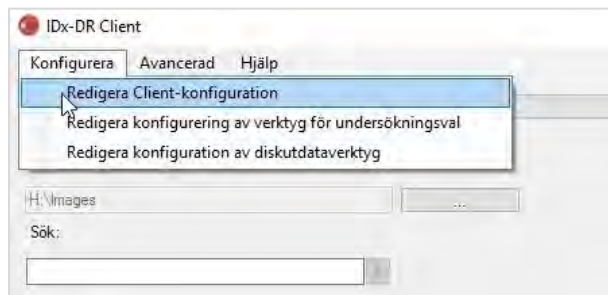 IDx-DR Client
Konfigurera Avancerad Hjälp
Redigera Client-konfiguration
Redigera konfigurering av verktyg för undersökningsval
Redigera konfiguration av diskutdataverktyg
H:\Images
...
Sök: